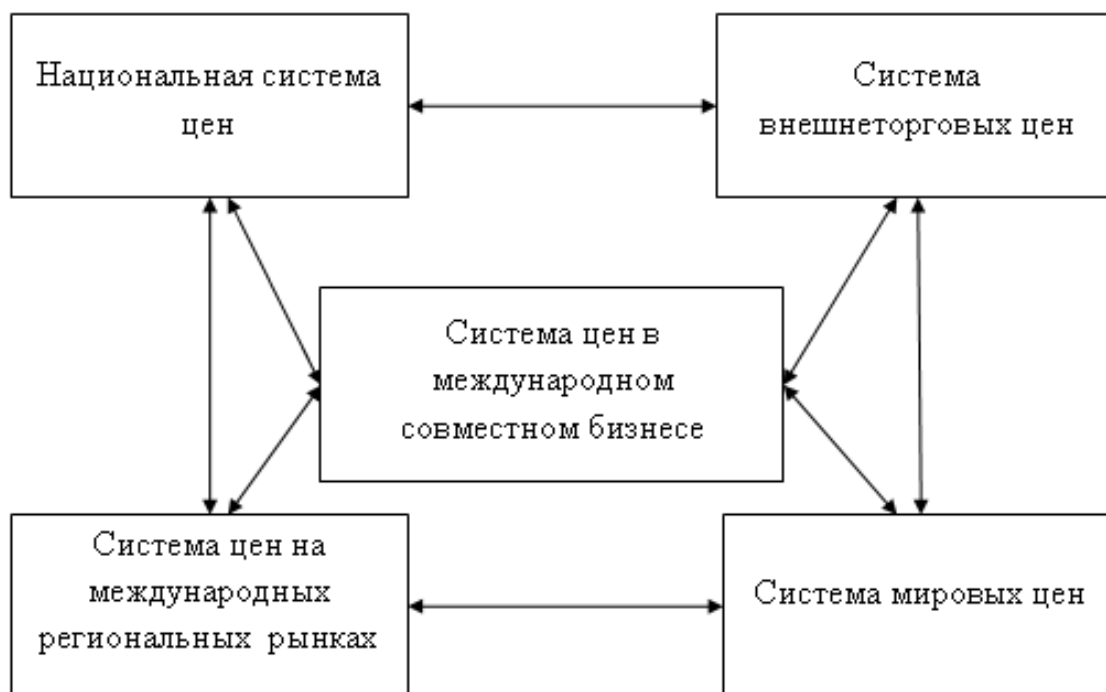 Национальная система
цен
Система
внешнеторговых цен
Система цен в
международном
совместном бизнесе
Система цен на
международных
региональных рынках
Система мировых цен